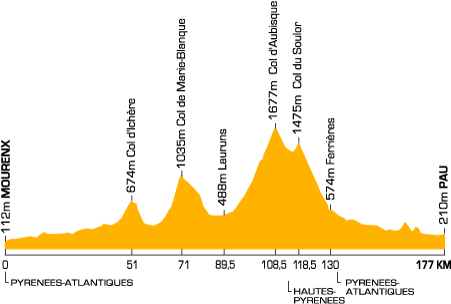 112m MOURENX
674m Col d'Ichère
1035m Col de Marie-Blanque
488m Lauruns
1677m Col d'Aubisque
1475m Col du Soulor
574m Ferrières
210m PAU
0
51
71
89,5
108,5
118,5
130
177 KM
PYRENEES-ATLANTIQUES
HAUTES-
PYRENEES
PYRENEES-
ATLANTIQUES